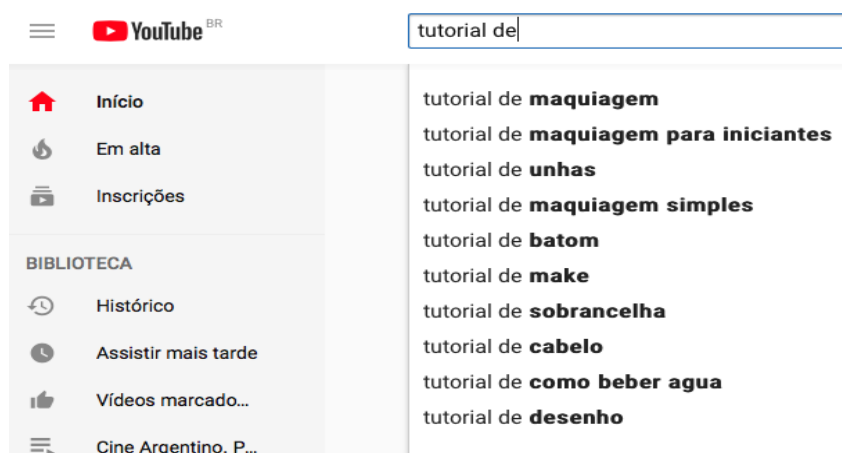 YouTube BR
tutorial de
Início
Em alta
Inscrições
BIBLIOTECA
Histórico
Assistir mais tarde
Vídeos marcado...
Cine Argentino, P...
tutorial de maquiagem
tutorial de maquiagem para iniciantes
tutorial de unhas
tutorial de maquiagem simples
tutorial de batom
tutorial de make
tutorial de sobrancelha
tutorial de cabelo
tutorial de como beber agua
tutorial de desenho